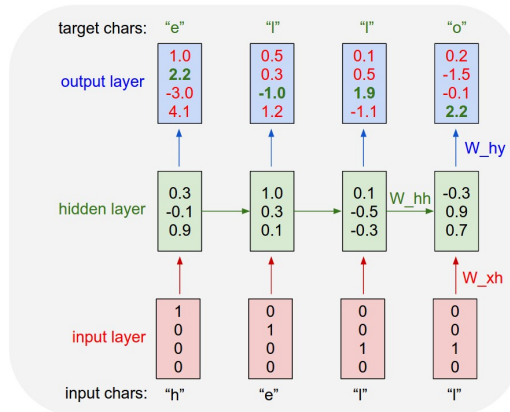 target chars: “e” “l” “l” “o”
1.0 0.5 0.1 0.2
2.2 0.3 0.5 -1.5
output layer
-3.0 -1.0 1.9 -0.1
4.1 1.2 -1.1 2.2
W_hy
0.3 1.0 0.1 W_hh -0.3
hidden layer -0.1 0.3 -0.5 0.9
0.9 0.1 -0.3 0.7
W_xh
1 0 0 0
0 1 0 0
input layer
0 0 1 1
0 0 0 0
input chars: “h” “e” “l” “l”